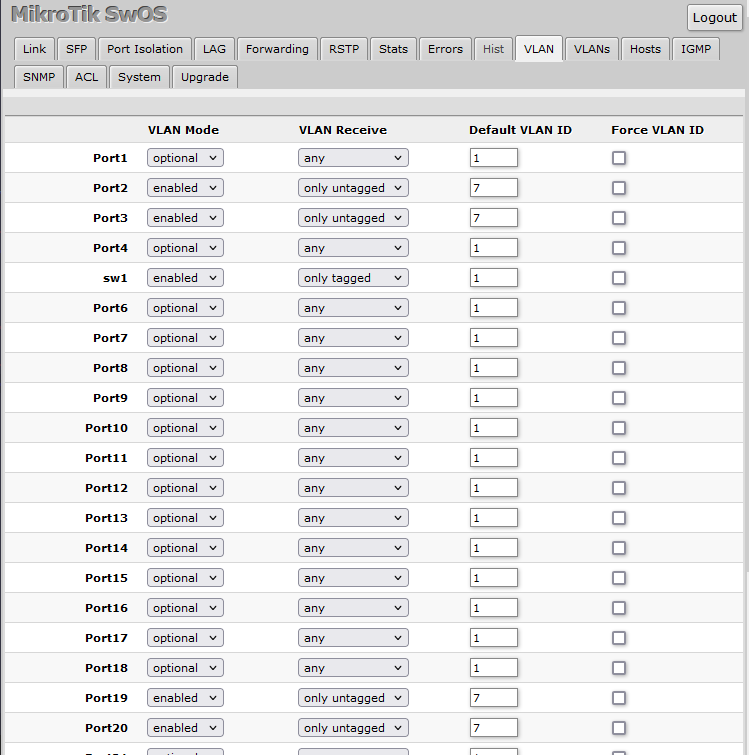 MikroTik SwOS
Logout
Link SFP Port Isolation LAG Forwarding RSTP Stats Errors Hist VLAN VLANs Hosts IGMP
SNMP ACL System Upgrade
VLAN Mode VLAN Receive Default VLAN ID Force VLAN ID
Port1 optional any 1
Port2 enabled only untagged 7
Port3 enabled only untagged 7
Port4 optional any 1
sw1 enabled only tagged 1
Port6 optional any 1
Port7 optional any 1
Port8 optional any 1
Port9 optional any 1
Port10 optional any 1
Port11 optional any 1
Port12 optional any 1
Port13 optional any 1
Port14 optional any 1
Port15 optional any 1
Port16 optional any 1
Port17 optional any 1
Port18 optional any 1
Port19 enabled only untagged 7
Port20 enabled only untagged 7